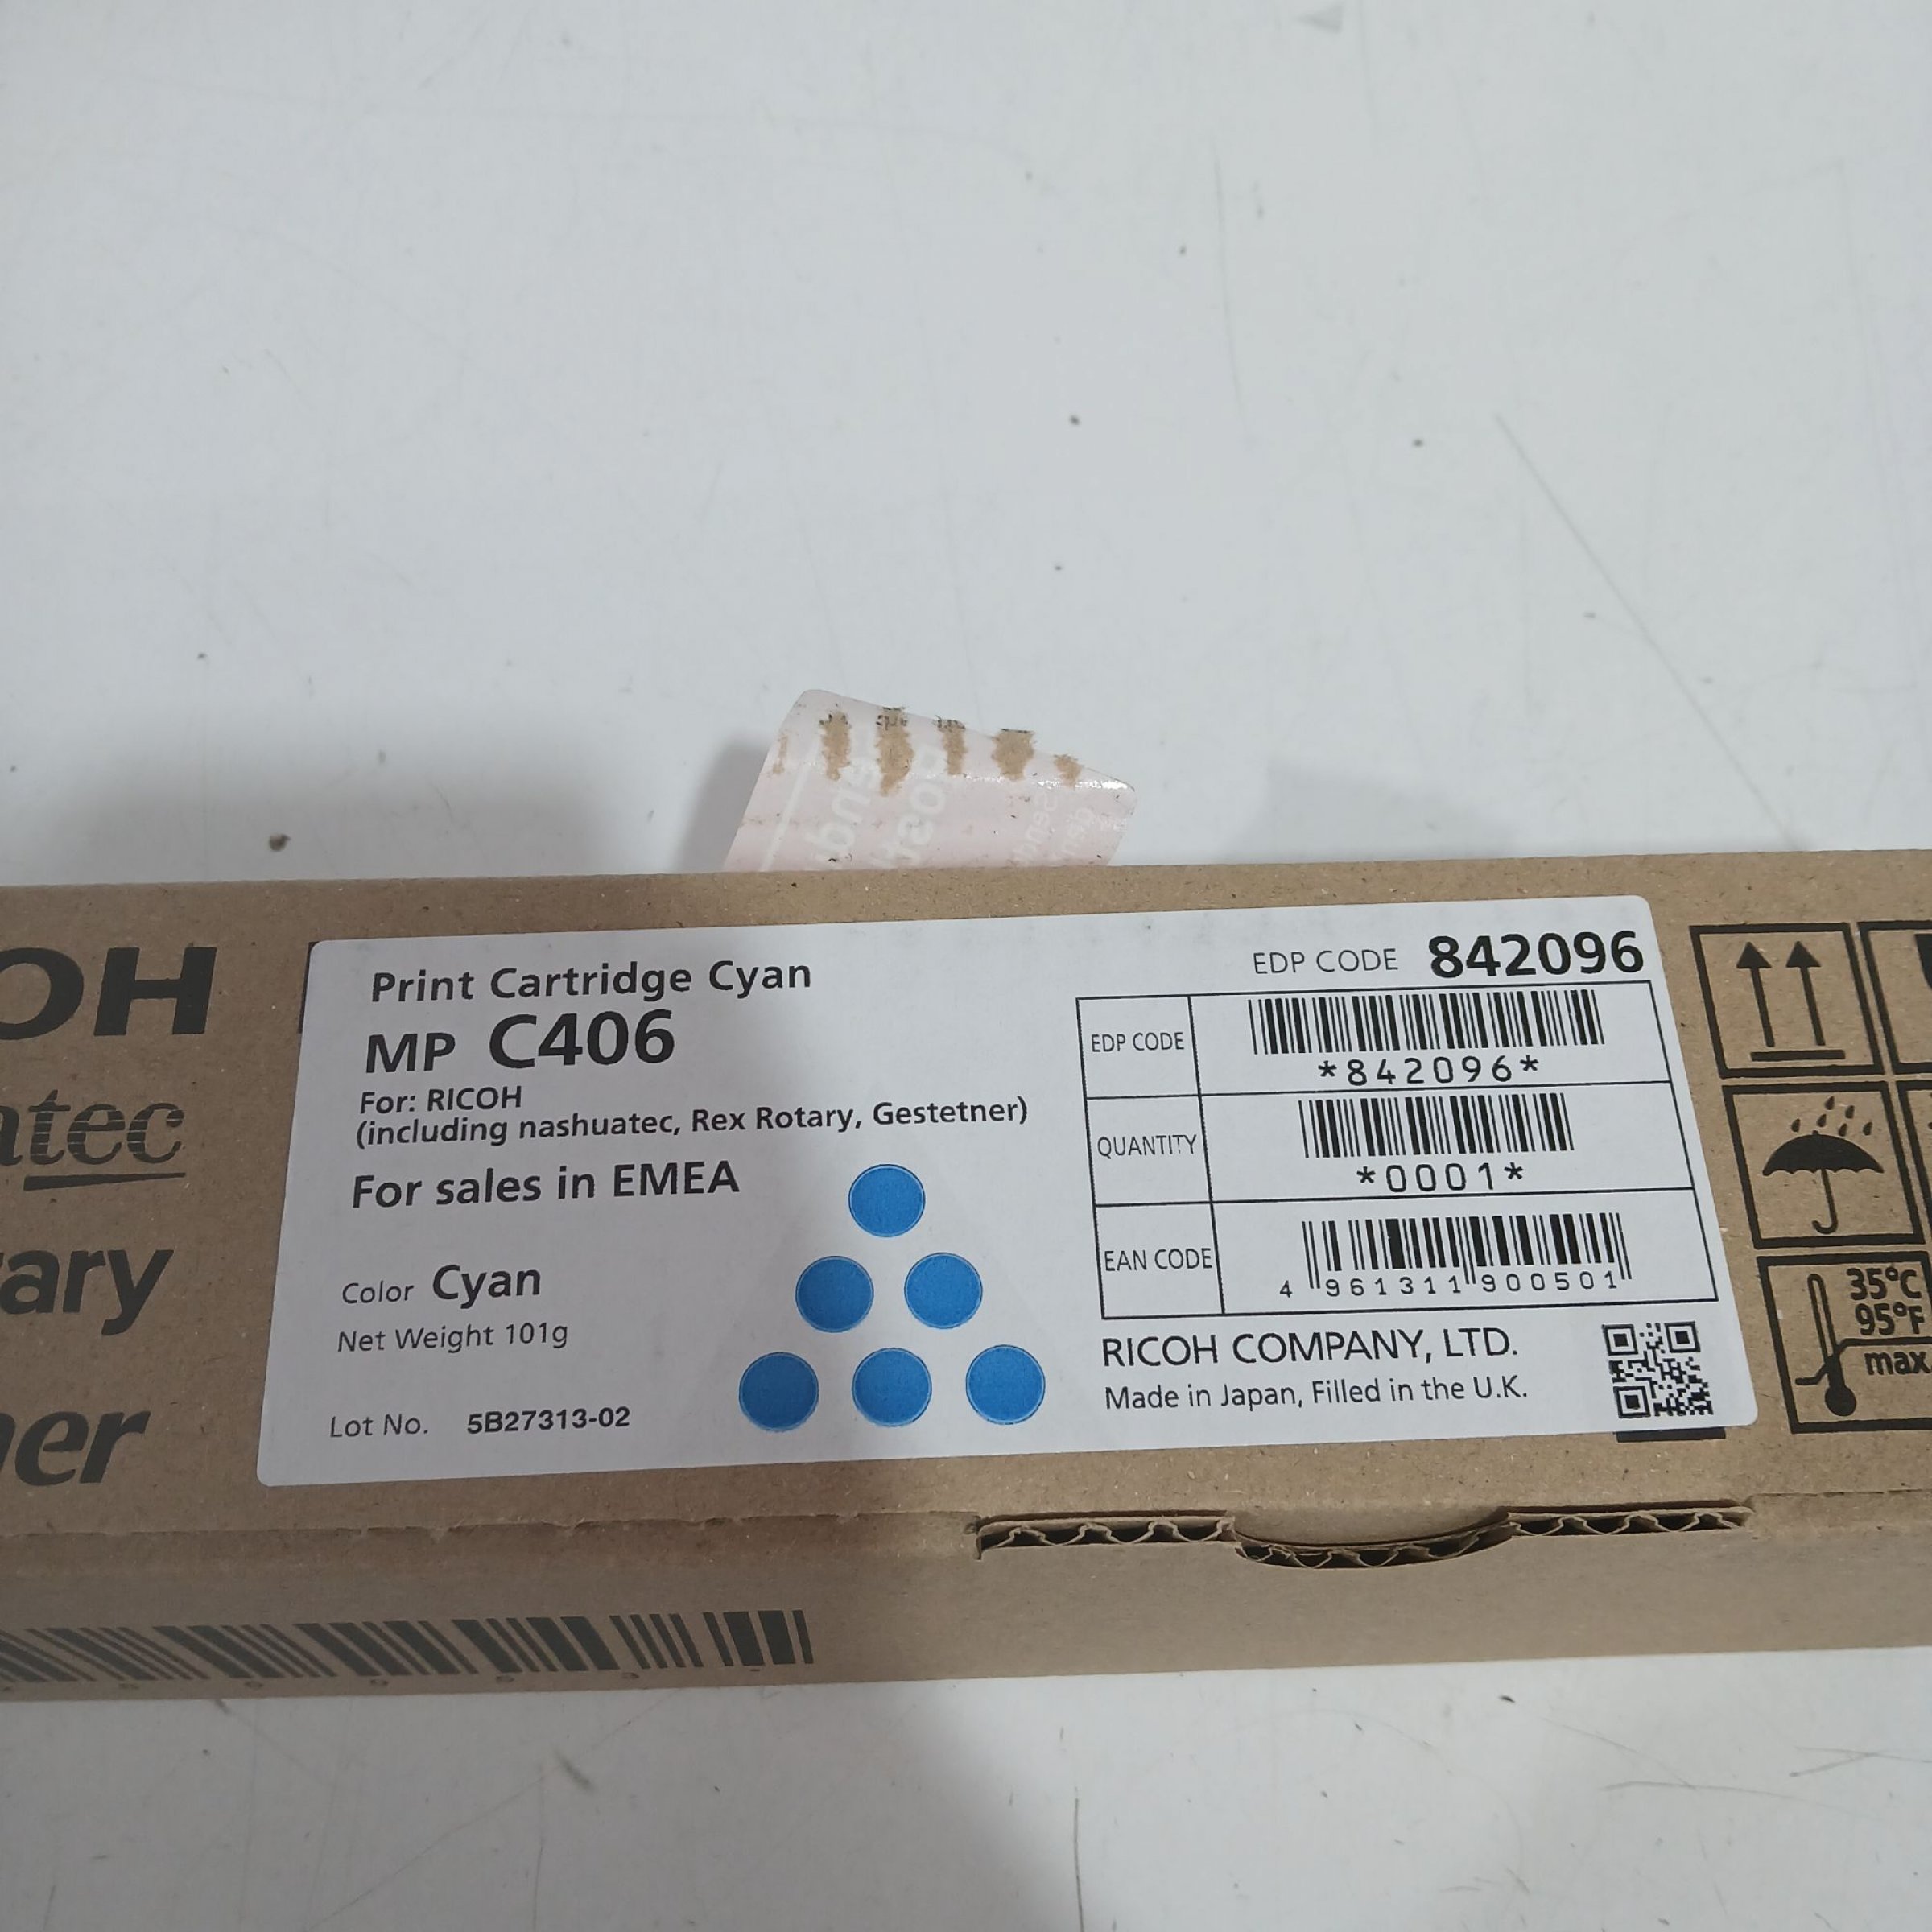 OH
atec
ary
er
Print Cartridge Cyan
MP C406
For: RICOH
(including nashuatec, Rex Rotary, Gestetner)
For sales in EMEA
Color Cyan
Net Weight 101g
Lot No. 5B27313-02
EDP CODE 842096
EDP CODE
*842096*
QUANTITY
*0001*
EAN CODE
4 961311 900501
RICOH COMPANY, LTD.
Made in Japan, Filled in the U.K.
35°C
95°F
max